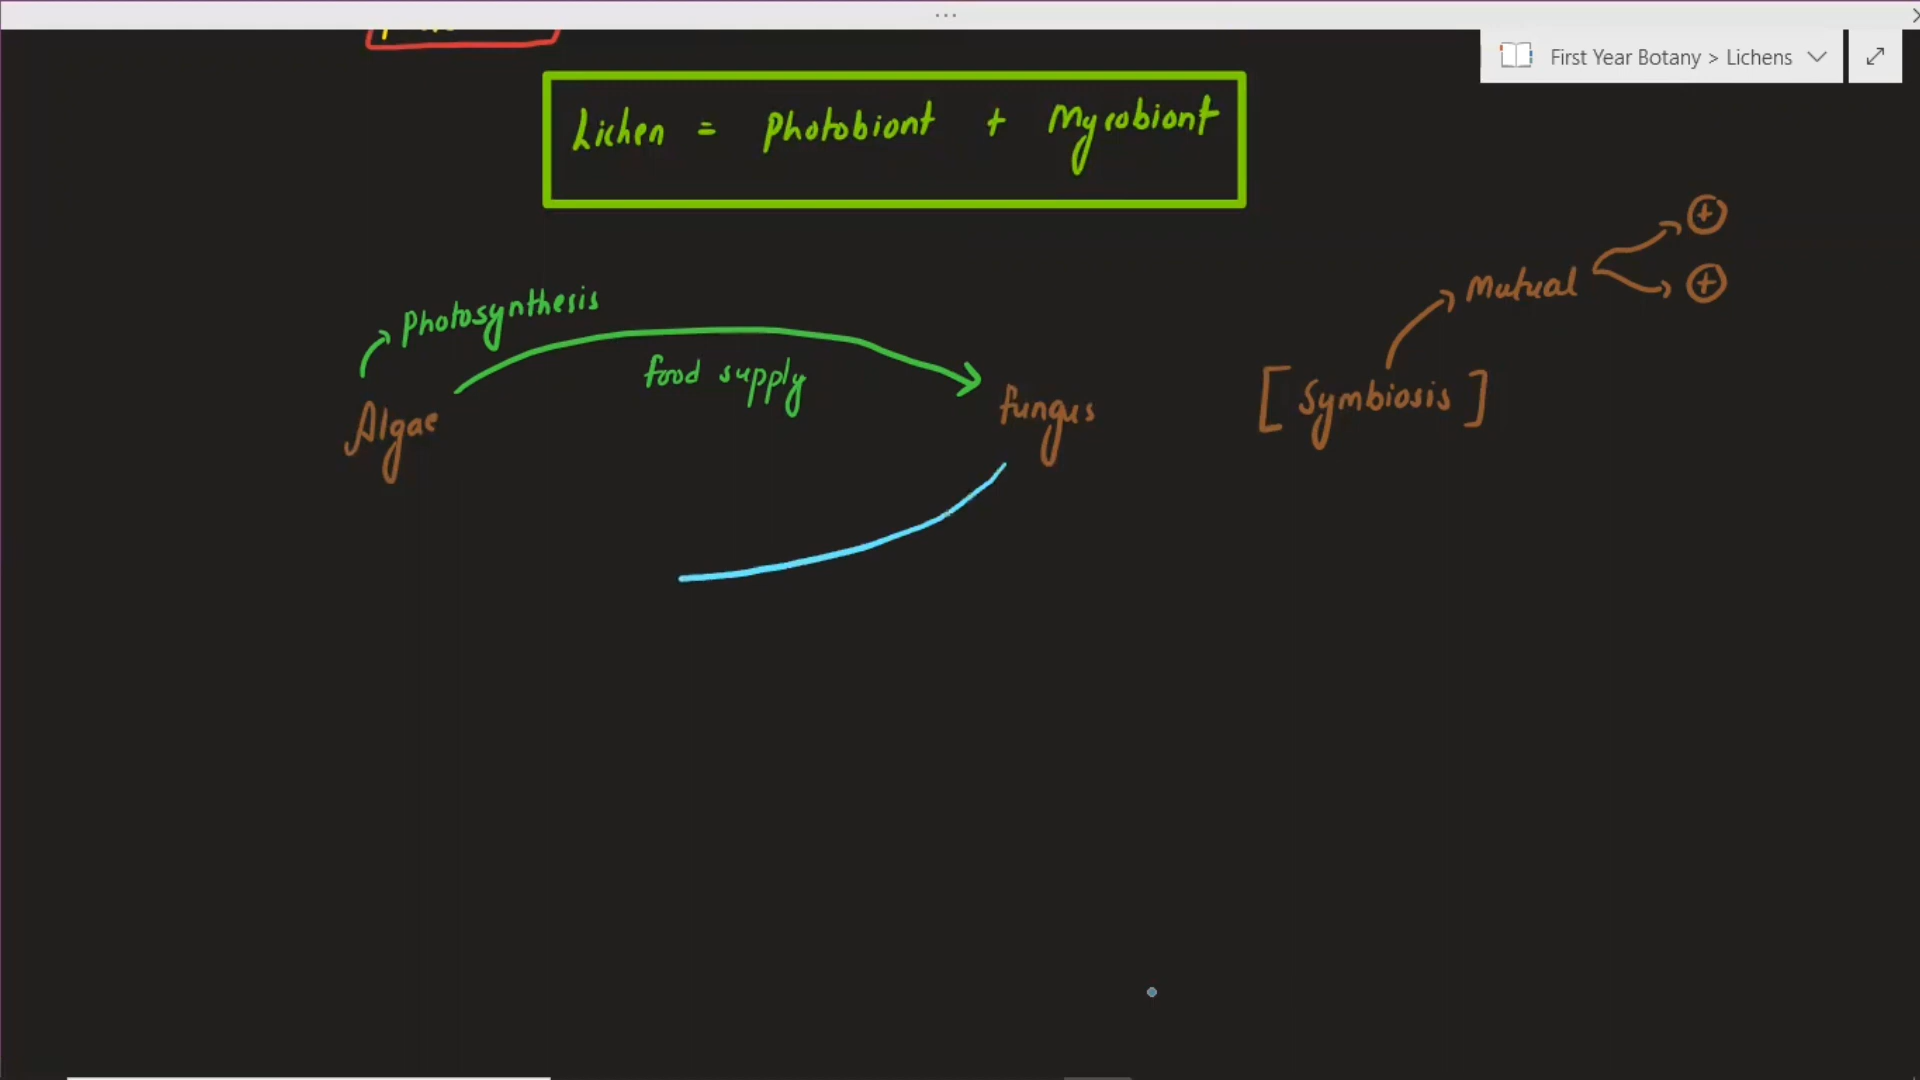 First Year Botany > Lichens
Lichen = Photobiont + Mycobiont
Mutual
Photosynthesis
food supply
[Symbiosis]
Algae
fungus